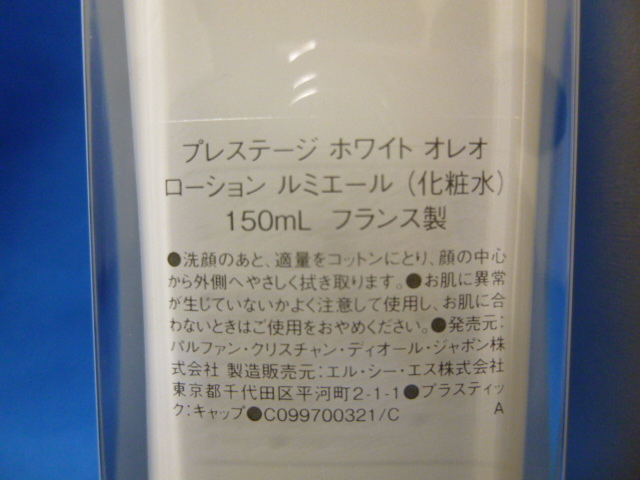 プレステージ ホワイト オレオ
ローション ルミエール (化粧水)
150mL フランス製
●洗顔のあと、適量をコットンにとり、顔の中心
から外側へやさしく拭き取ります。●お肌に異常
が生じていないかよく注意して使用し、お肌に合
わないときはご使用をおやめください。●発売元:
パルファン・クリスチャン・ディオール・ジャポン株
式会社 製造販売元:エル・シー・エス株式会社
東京都千代田区平河町2-1-1●プラスティッ
ク:キャップ●C099700321/C A